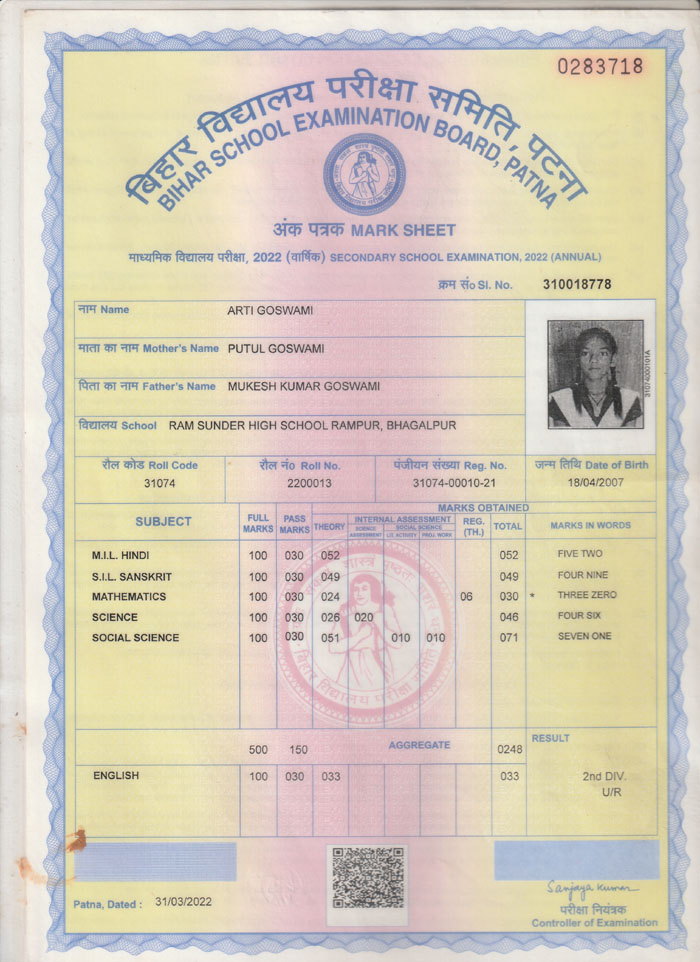 0283718
बिहार विद्यालय परीक्षा समिति, पटना
BIHAR SCHOOL EXAMINATION BOARD, PATNA
अंक पत्रक MARK SHEET
माध्यमिक विद्यालय परीक्षा, 2022 (वार्षिक) SECONDARY SCHOOL EXAMINATION, 2022 (ANNUAL)
क्रम सं० Sl. No. 310018778
नाम Name ARTI GOSWAMI
माता का नाम Mother's Name PUTUL GOSWAMI
पिता का नाम Father's Name MUKESH KUMAR GOSWAMI
विद्यालय School RAM SUNDER HIGH SCHOOL RAMPUR, BHAGALPUR
रौल कोड Roll Code रौल नं० Roll No. पंजीयन संख्या Reg. No. जन्म तिथि Date of Birth
31074 2200013 31074-00010-21 18/04/2007
MARKS OBTAINED
SUBJECT FULL MARKS PASS MARKS THEORY INTERNAL ASSESSMENT REG. (TH.) TOTAL MARKS IN WORDS
SCIENCE ASSESSMENT SOCIAL SCIENCE
LIT. ACTIVITY PROJ. WORK
M.I.L. HINDI 100 030 052 052 FIVE TWO
S.I.L. SANSKRIT 100 030 049 049 FOUR NINE
MATHEMATICS 100 030 024 06 030 * THREE ZERO
SCIENCE 100 030 026 020 046 FOUR SIX
SOCIAL SCIENCE 100 030 051 010 010 071 SEVEN ONE
500 150 AGGREGATE 0248 RESULT
ENGLISH 100 030 033 033 2nd DIV.
U/R
Sanjaya Kumar
Patna, Dated : 31/03/2022
परीक्षा नियंत्रक
Controller of Examination